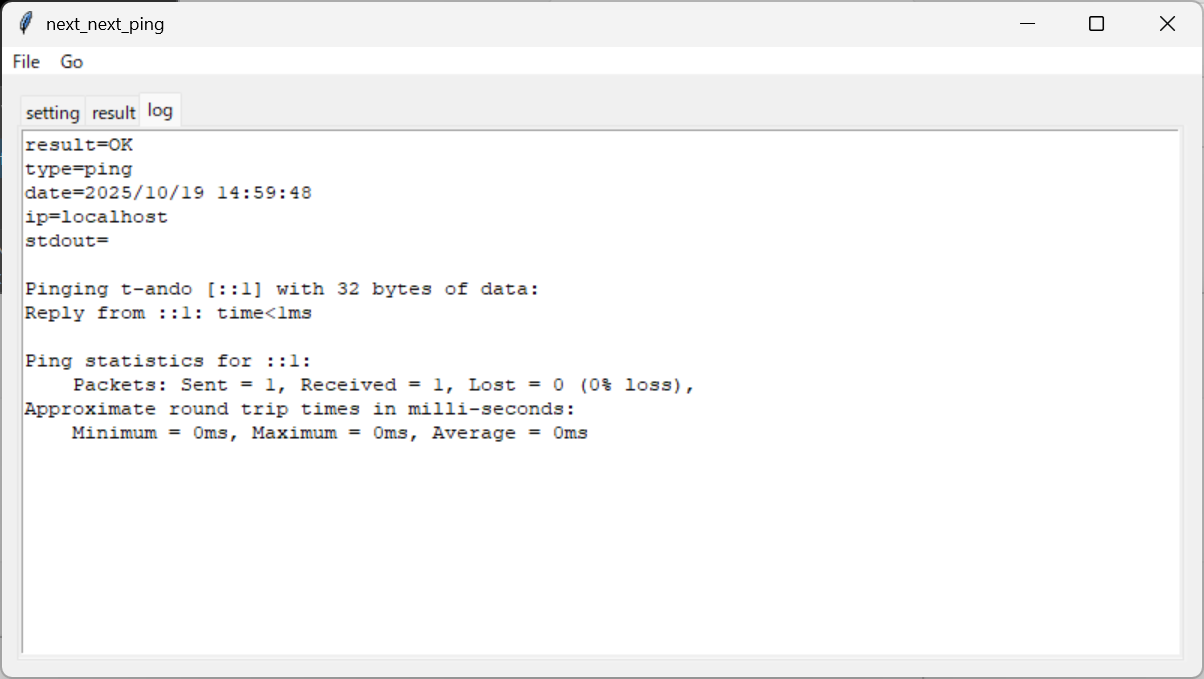 next_next_ping
File Go
setting result log
result=OK
type=ping
date=2025/10/19 14:59:48
ip=localhost
stdout=

Pinging t-ando [::1] with 32 bytes of data:
Reply from ::1: time<1ms

Ping statistics for ::1:
    Packets: Sent = 1, Received = 1, Lost = 0 (0% loss),
Approximate round trip times in milli-seconds:
    Minimum = 0ms, Maximum = 0ms, Average = 0ms